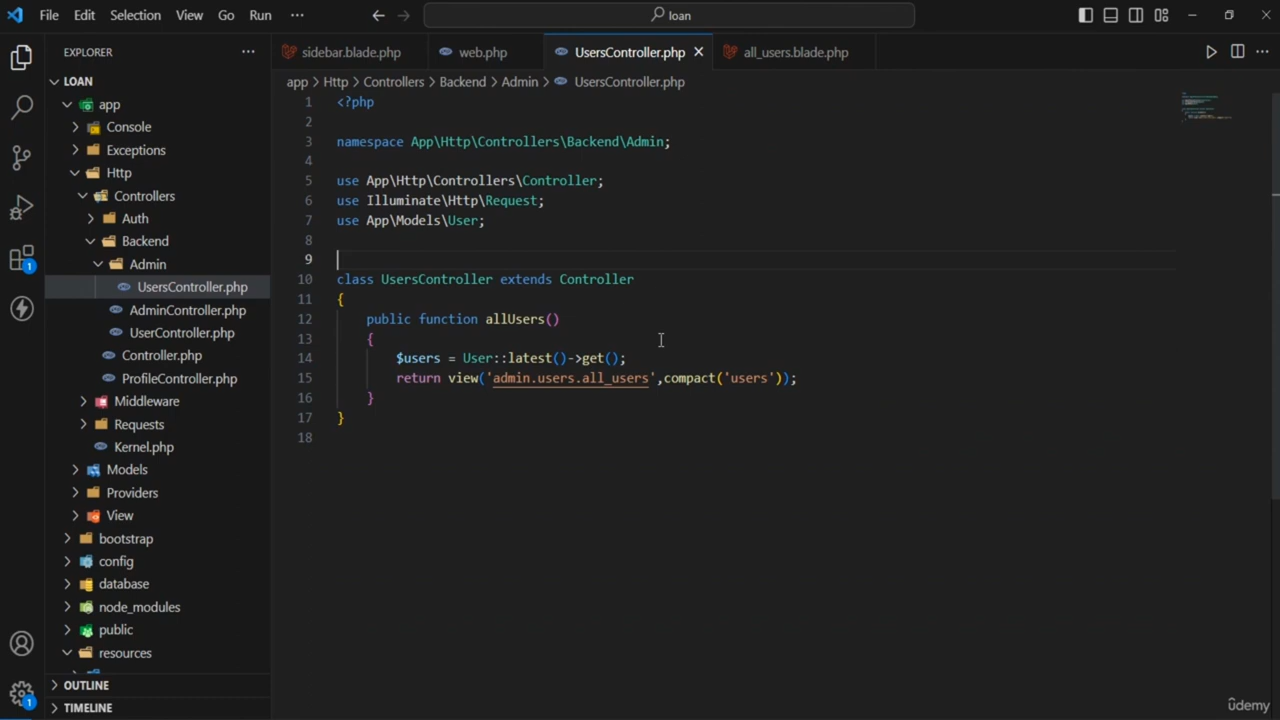 File Edit Selection View Go Run ··· loan
EXPLORER ···
LOAN
app
Console
Exceptions
Http
Controllers
Auth
Backend
Admin
UsersController.php
AdminController.php
UserController.php
Controller.php
ProfileController.php
Middleware
Requests
Kernel.php
Models
Providers
View
bootstrap
config
database
node_modules
public
resources
OUTLINE
TIMELINE
1
1
sidebar.blade.php web.php UsersController.php all_users.blade.php
app > Http > Controllers > Backend > Admin > UsersController.php
1 <?php
2
3 namespace App\Http\Controllers\Backend\Admin;
4
5 use App\Http\Controllers\Controller;
6 use Illuminate\Http\Request;
7 use App\Models\User;
8
9
10 class UsersController extends Controller
11 {
12 public function allUsers()
13 {
14 $users = User::latest()->get();
15 return view('admin.users.all_users',compact('users'));
16 }
17 }
18
ûdemy